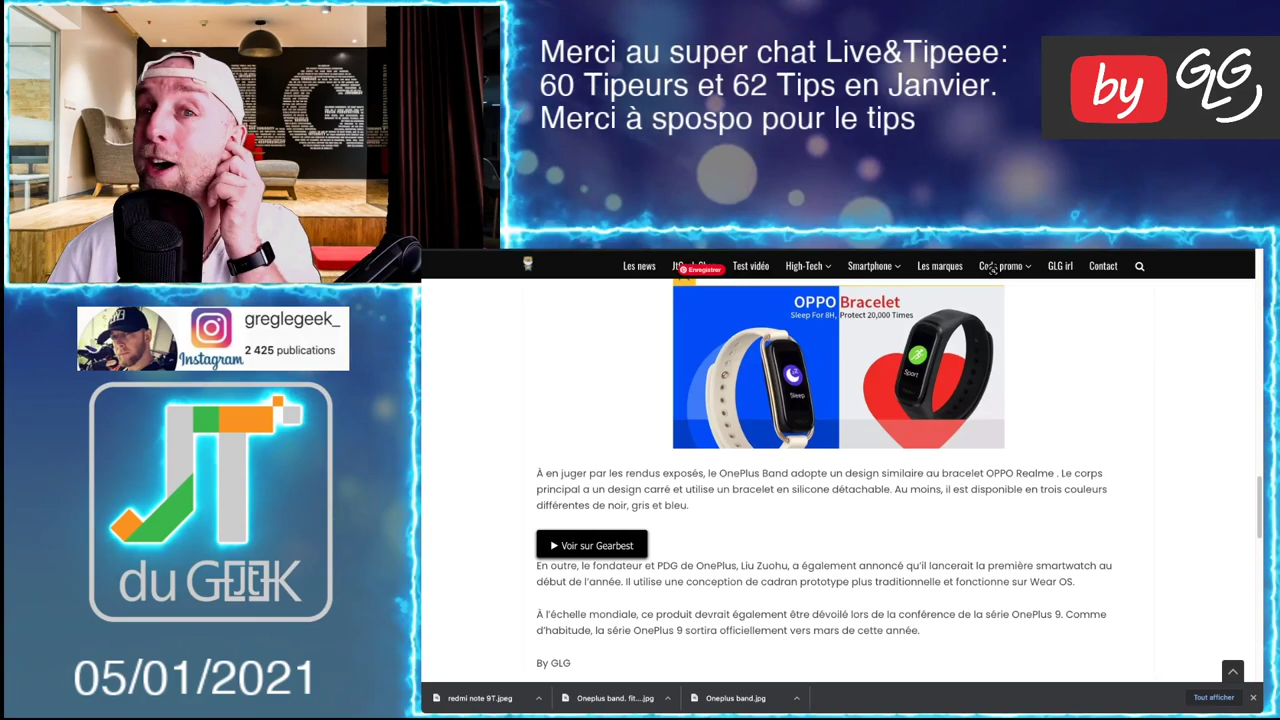 Merci au super chat Live&Tipeee:
60 Tipeurs et 62 Tips en Janvier.
Merci à spospo pour le tips
by GLG
Les news
Enregistrer
Test vidéo
High-Tech
Smartphone
Les marques
promo
GLG irl
Contact
OPPO Bracelet
Sleep For 8H, Protect 20,000 Times
Sleep
Sport
greglegeek_
2 425 publications
Instagram
JT
du GEEK
05/01/2021
À en juger par les rendus exposés, le OnePlus Band adopte un design similaire au bracelet OPPO Realme . Le corps
principal a un design carré et utilise un bracelet en silicone détachable. Au moins, il est disponible en trois couleurs
différentes de noir, gris et bleu.
Voir sur Gearbest
En outre, le fondateur et PDG de OnePlus, Liu Zuohu, a également annoncé qu'il lancerait la première smartwatch au
début de l'année. Il utilise une conception de cadran prototype plus traditionnelle et fonctionne sur Wear OS.
À l'échelle mondiale, ce produit devrait également être dévoilé lors de la conférence de la série OnePlus 9. Comme
d'habitude, la série OnePlus 9 sortira officiellement vers mars de cette année.
By GLG
redmi note 9T.jpeg
Oneplus band. fit....jpg
Oneplus band.jpg
Tout afficher